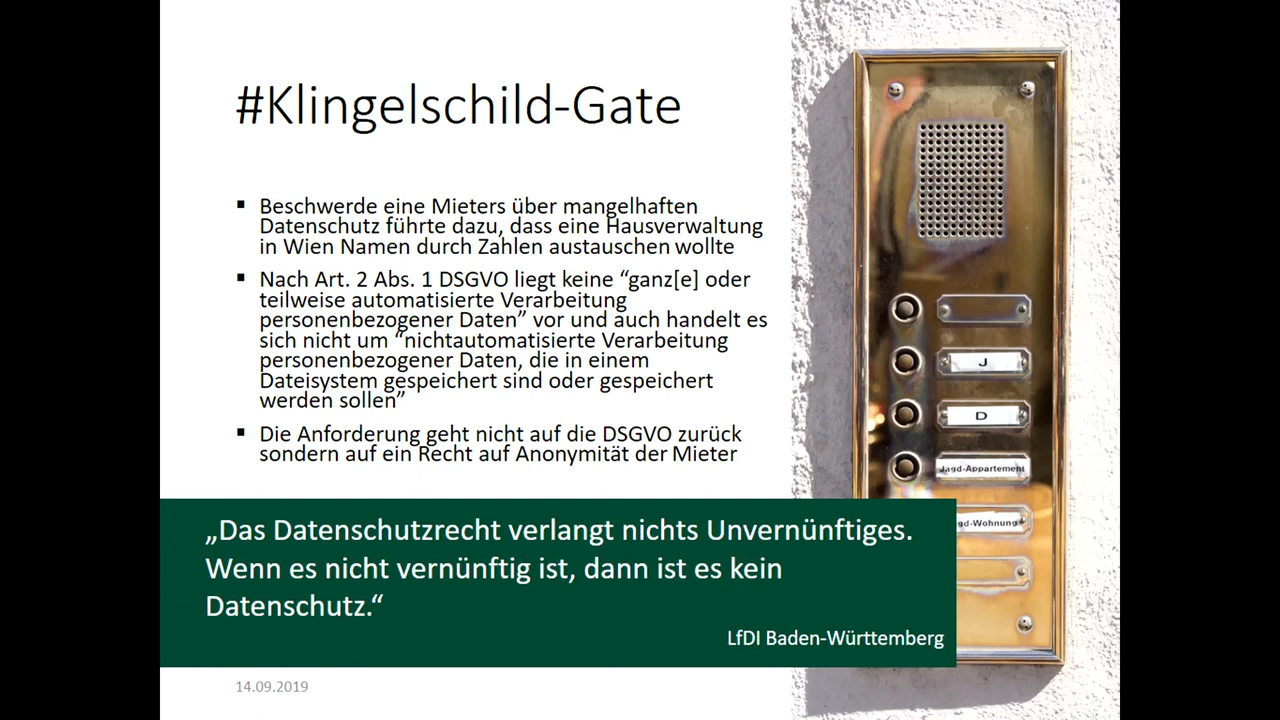 #Klingelschild-Gate
▪ Beschwerde eine Mieters über mangelhaften
Datenschutz führte dazu, dass eine Hausverwaltung
in Wien Namen durch Zahlen austauschen wollte
▪ Nach Art. 2 Abs. 1 DSGVO liegt keine “ganz[e] oder
teilweise automatisierte Verarbeitung
personenbezogener Daten” vor und auch handelt es
sich nicht um “nichtautomatisierte Verarbeitung
personenbezogener Daten, die in einem
Dateisystem gespeichert sind oder gespeichert
werden sollen”
▪ Die Anforderung geht nicht auf die DSGVO zurück
sondern auf ein Recht auf Anonymität der Mieter
J
D
Jagd-Appartement
gd-Wohnung
„Das Datenschutzrecht verlangt nichts Unvernünftiges.
Wenn es nicht vernünftig ist, dann ist es kein
Datenschutz.“
LfDI Baden-Württemberg
14.09.2019